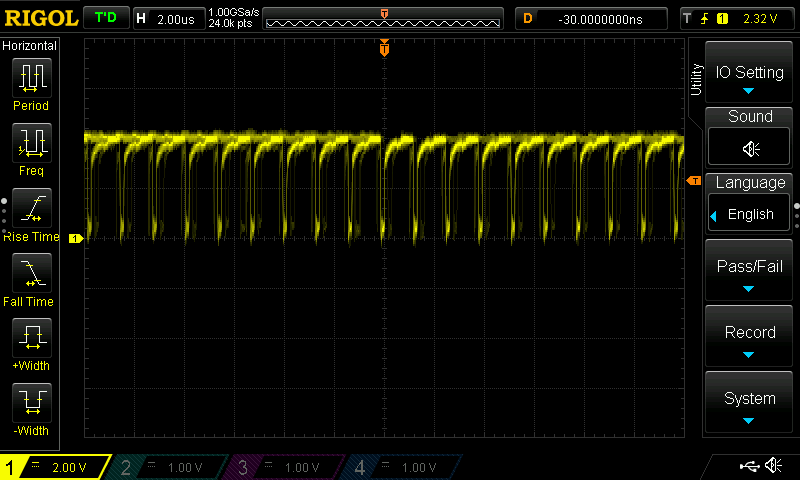 RIGOL T'D H 2.00us 1.00GSa/s 24.0k pts T D -30.0000000ns T 1 2.32 V
Horizontal
Period
Freq
Rise Time
Fall Time
+Width
-Width
T
T
1
Utility
IO Setting
Sound
Language
English
Pass/Fail
Record
System
1 2.00 V 2 1.00 V 3 1.00 V 4 1.00 V